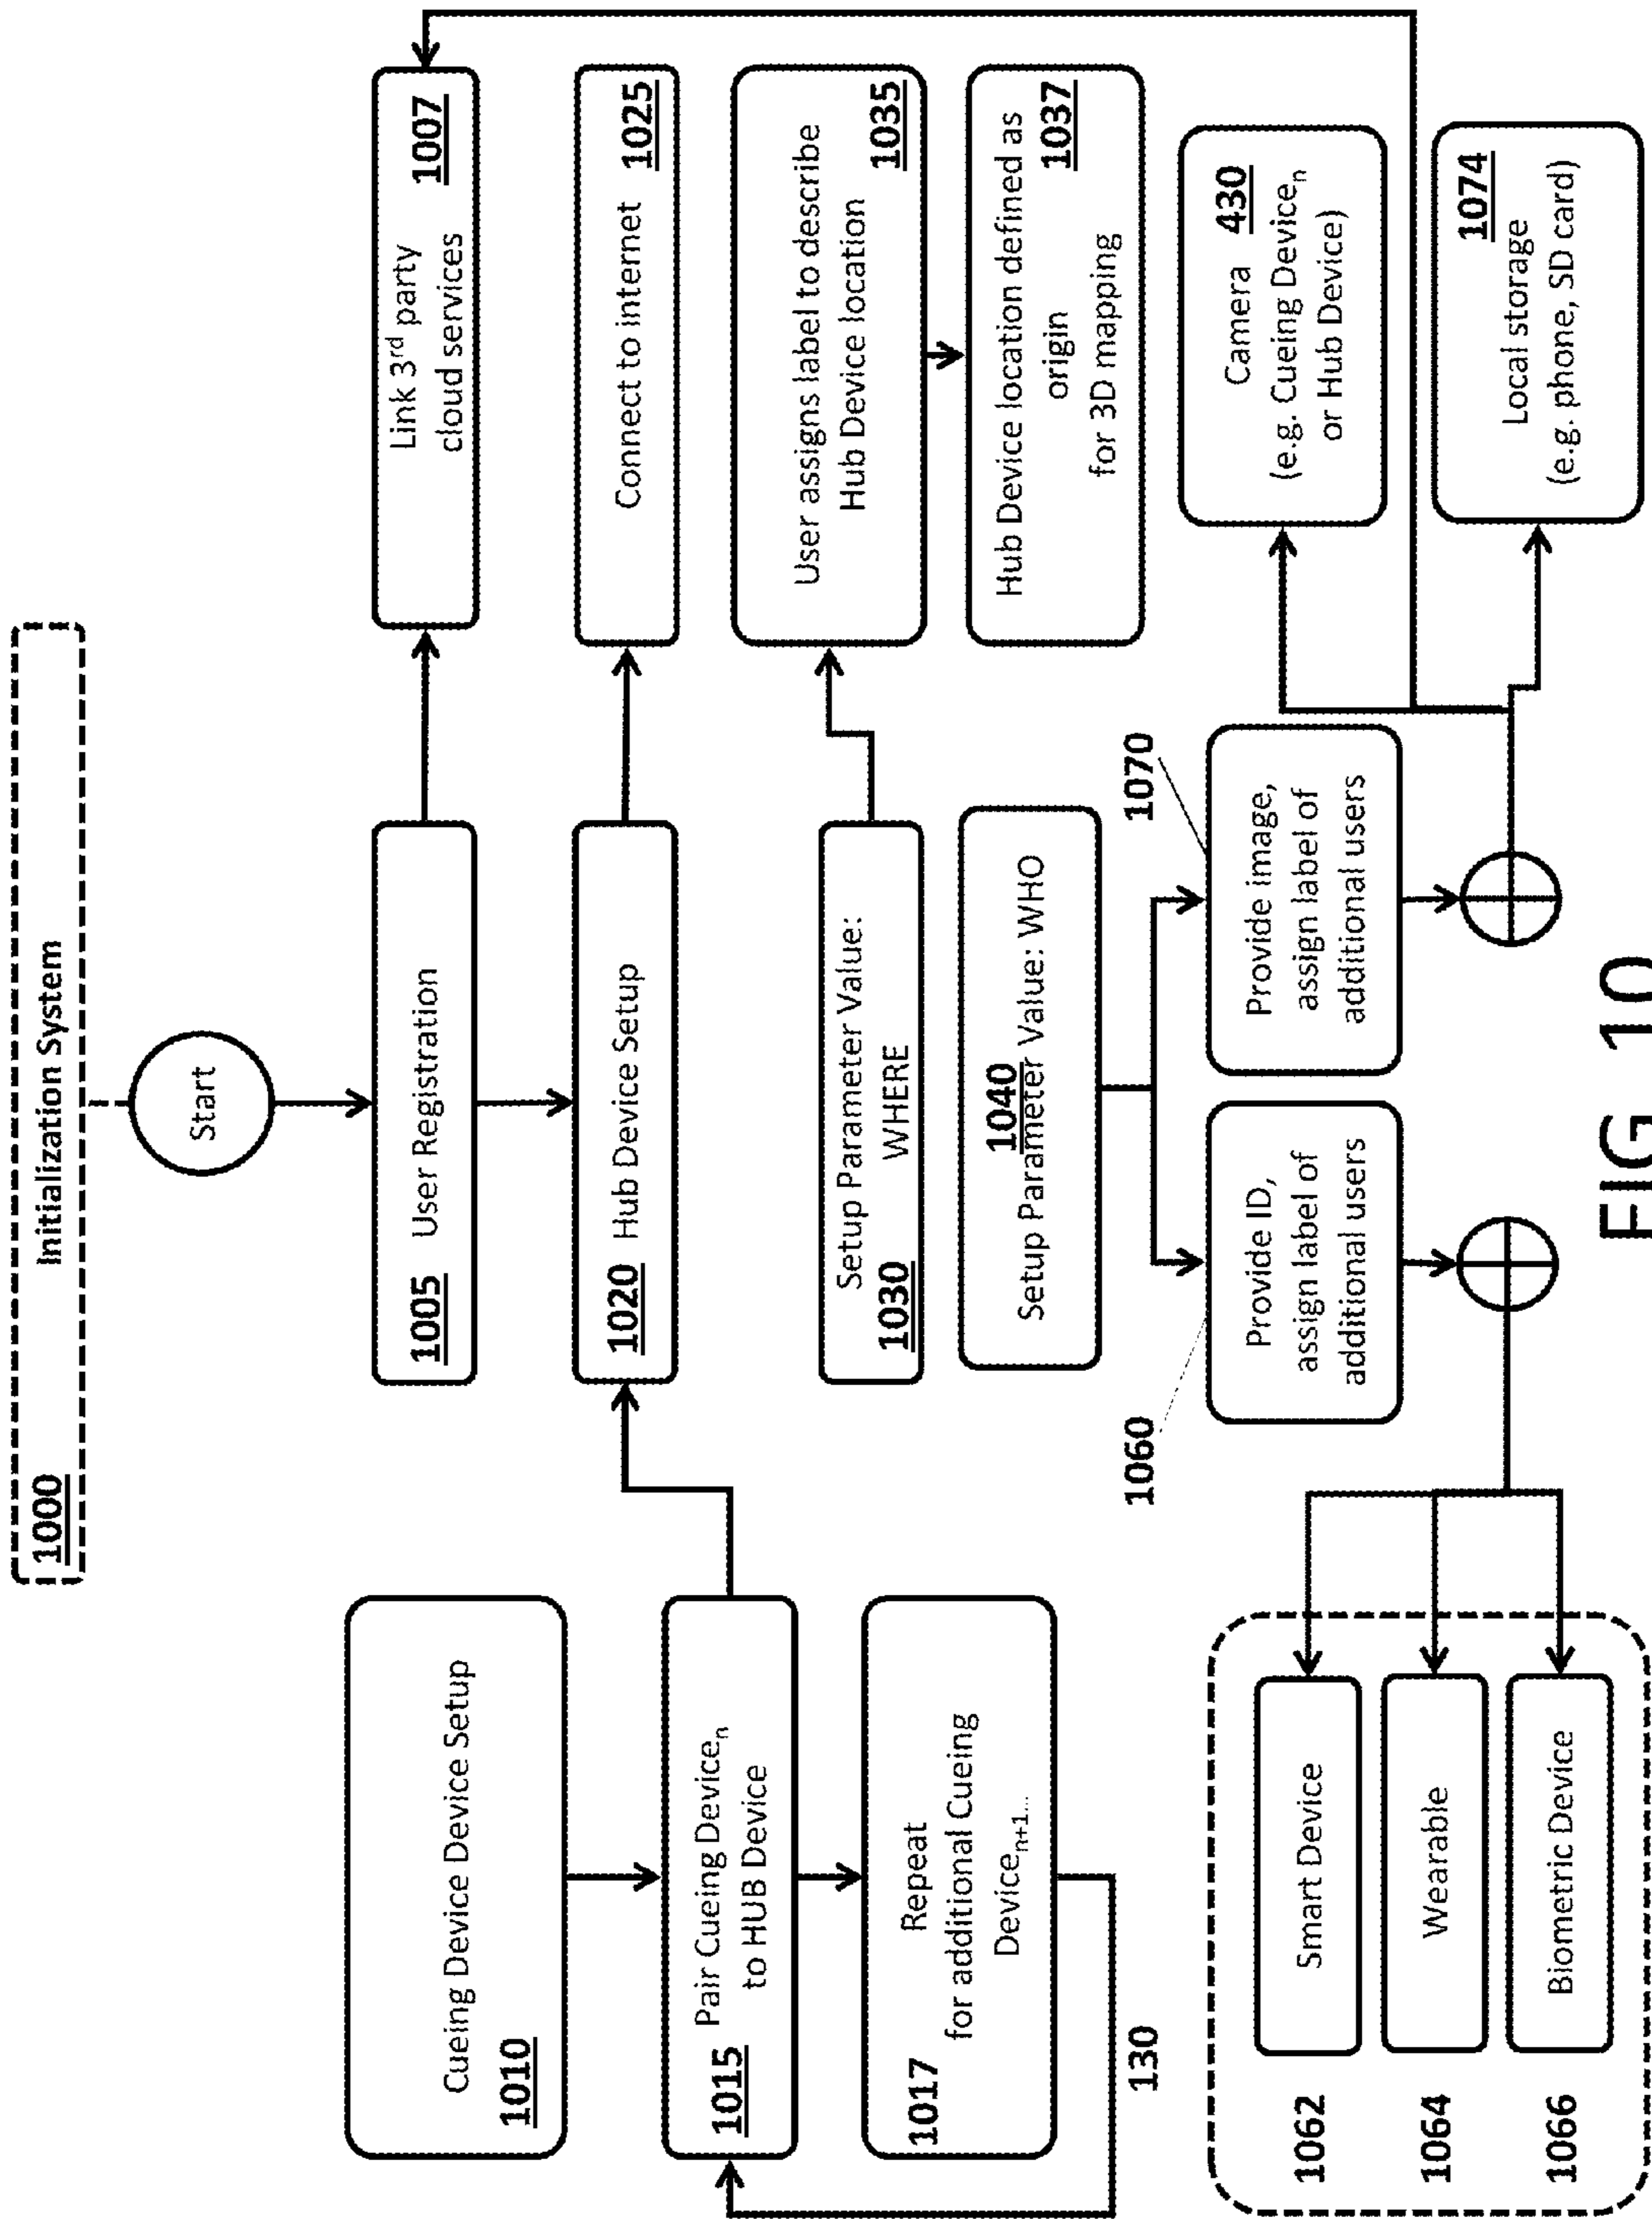 1000
Initialization System
Start
1005 User Registration
Link 3rd party 1007
cloud services
Cueing Device Device Setup
1010
1020 Hub Device Setup
Connect to internet 1025
1015 Pair Cueing Devicen
to HUB Device
Setup Parameter Value:
1030 WHERE
User assigns label to describe
Hub Device location 1035
Repeat
1017 for additional Cueing
Devicen+1...
130
1040
Setup Parameter Value: WHO
Hub Device location defined as
origin 1037
for 3D mapping
1060
Provide ID,
assign label of
additional users
1070
Provide image,
assign label of
additional users
Camera 430
(e.g. Cueing Devicen
or Hub Device)
1062 Smart Device
1064 Wearable
1066 Biometric Device
1074
Local storage
(e.g. phone, SD card)
FIG 10